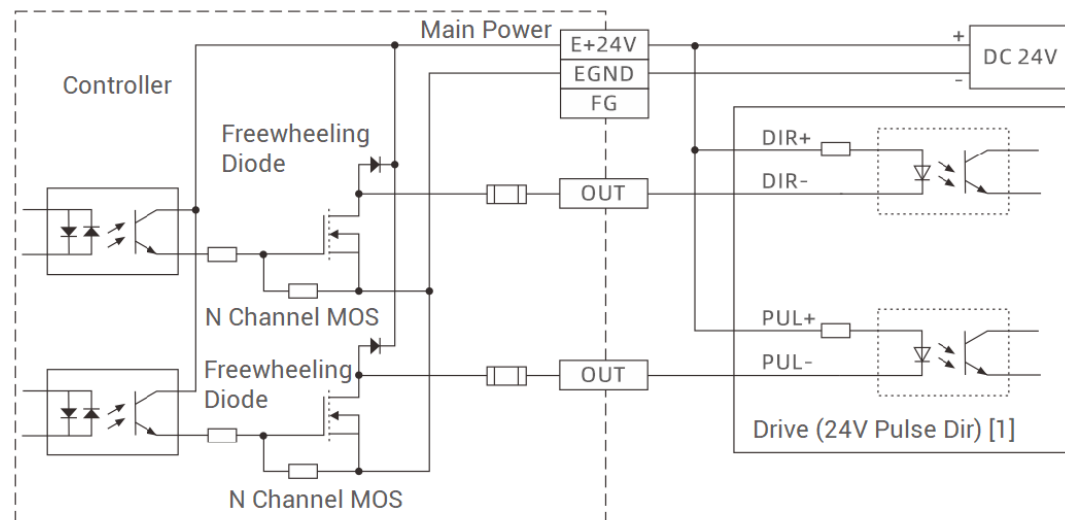 Main Power
E+24V
+
DC 24V
EGND
-
Controller
FG
Freewheeling
Diode
DIR+
DIR-
OUT
N Channel MOS
PUL+
Freewheeling
Diode
PUL-
OUT
Drive (24V Pulse Dir) [1]
N Channel MOS